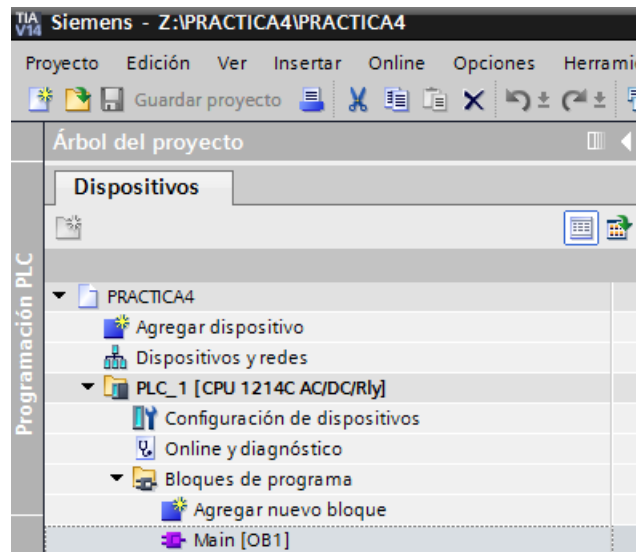 TIA V14 Siemens - Z:\PRACTICA4\PRACTICA4
Proyecto Edición Ver Insertar Online Opciones
Guardar proyecto
Árbol del proyecto
Dispositivos
Programación PLC
PRACTICA4
Agregar dispositivo
Dispositivos y redes
PLC_1 [CPU 1214C AC/DC/Rly]
Configuración de dispositivos
Online y diagnóstico
Bloques de programa
Agregar nuevo bloque
Main [OB1]